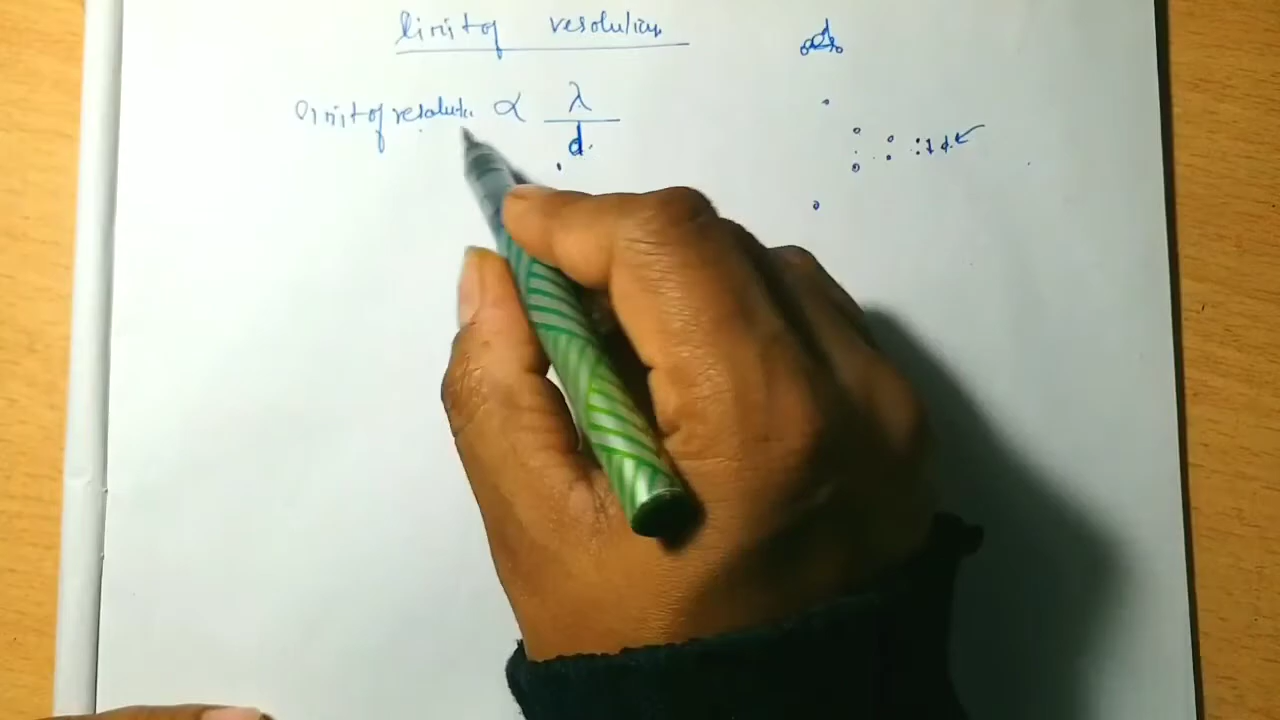 limit of resolution
limit of resolution ∝ λ/d
d